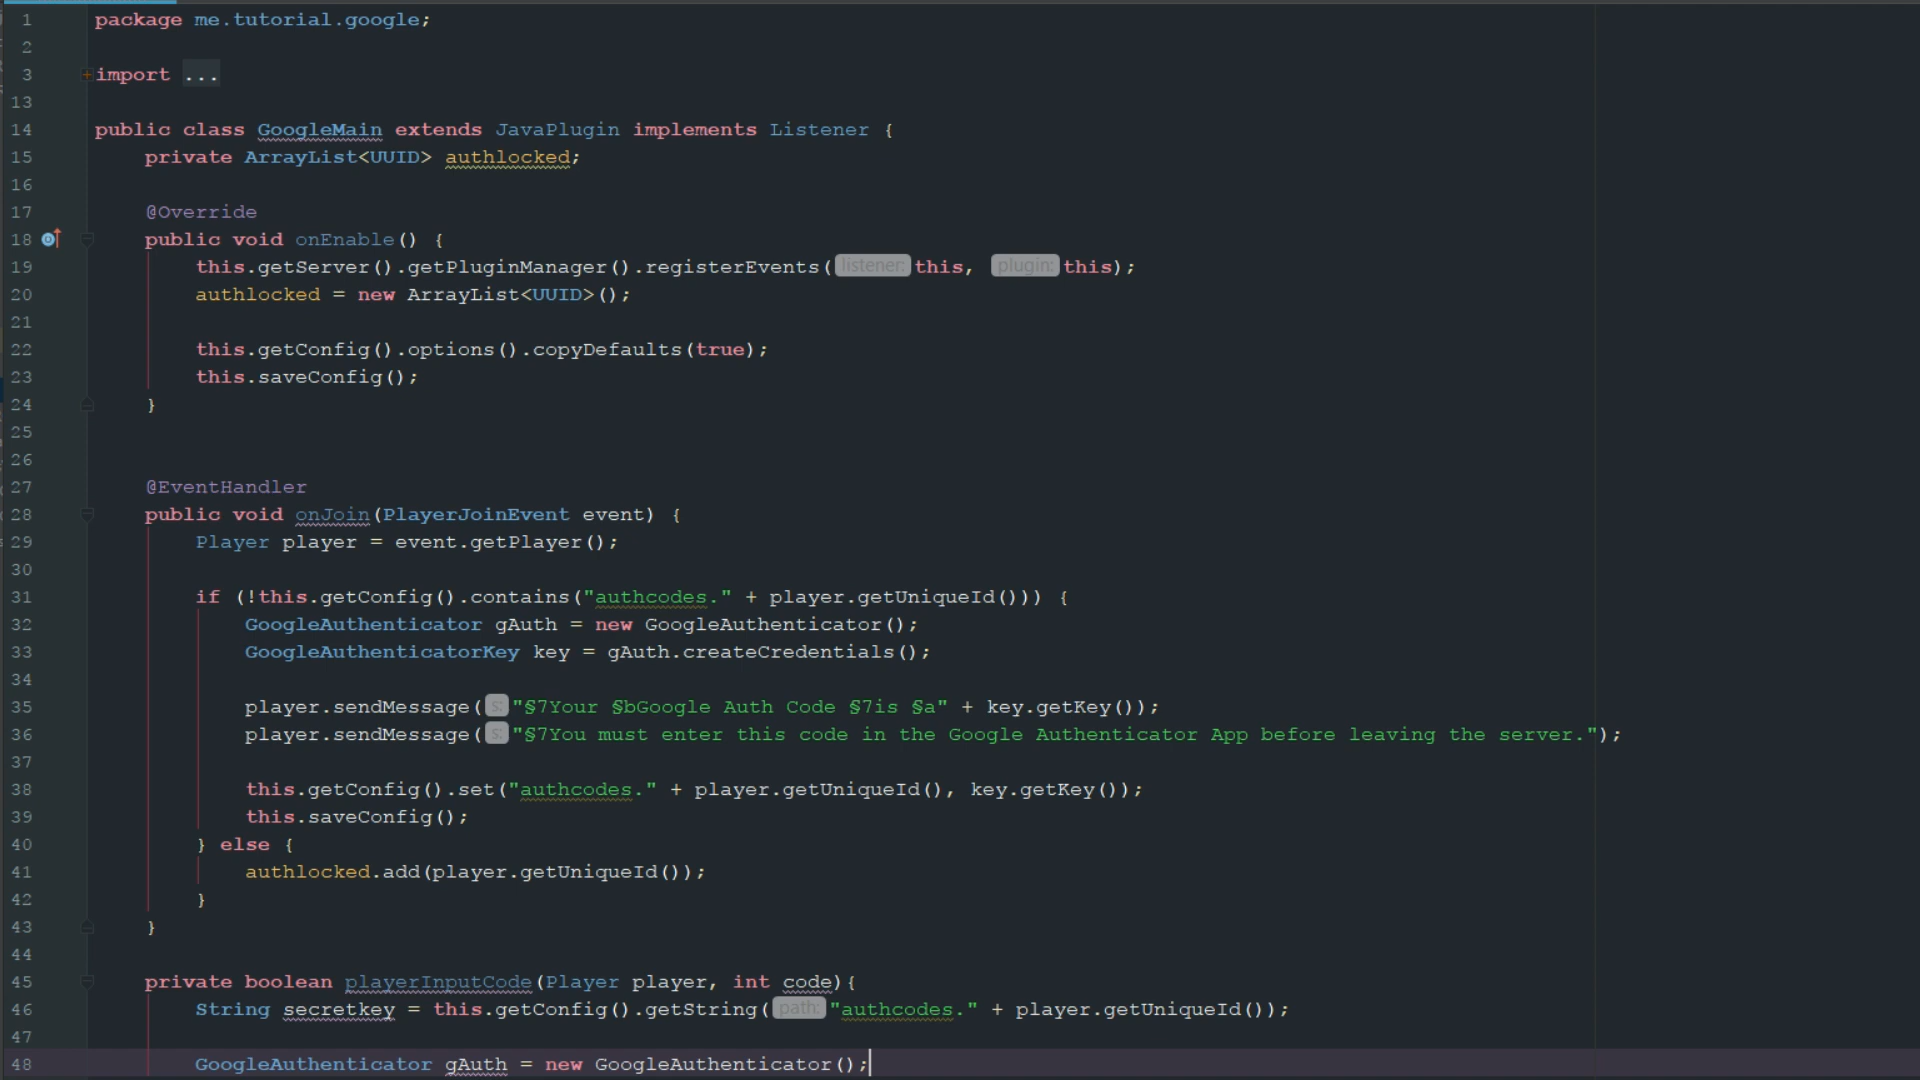 1 package me.tutorial.google;
2
3 import ...
13
14 public class GoogleMain extends JavaPlugin implements Listener {
15 private ArrayList<UUID> authlocked;
16
17 @Override
18 public void onEnable() {
19 this.getServer().getPluginManager().registerEvents( listener: this, plugin: this);
20 authlocked = new ArrayList<UUID>();
21
22 this.getConfig().options().copyDefaults(true);
23 this.saveConfig();
24 }
25
26
27 @EventHandler
28 public void onJoin(PlayerJoinEvent event) {
29 Player player = event.getPlayer();
30
31 if (!this.getConfig().contains("authcodes." + player.getUniqueId())) {
32 GoogleAuthenticator gAuth = new GoogleAuthenticator();
33 GoogleAuthenticatorKey key = gAuth.createCredentials();
34
35 player.sendMessage( s: "§7Your §bGoogle Auth Code §7is §a" + key.getKey());
36 player.sendMessage( s: "§7You must enter this code in the Google Authenticator App before leaving the server.");
37
38 this.getConfig().set("authcodes." + player.getUniqueId(), key.getKey());
39 this.saveConfig();
40 } else {
41 authlocked.add(player.getUniqueId());
42 }
43 }
44
45 private boolean playerInputCode(Player player, int code){
46 String secretkey = this.getConfig().getString( path: "authcodes." + player.getUniqueId());
47
48 GoogleAuthenticator gAuth = new GoogleAuthenticator();